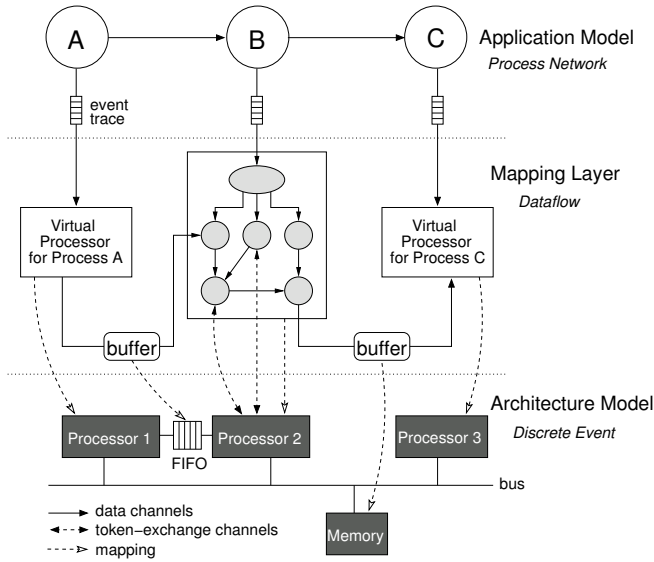 A
B
C
Application Model
Process Network
event
trace
Mapping Layer
Dataflow
Virtual
Processor
for Process A
Virtual
Processor
for Process C
buffer
buffer
Architecture Model
Discrete Event
Processor 1
FIFO
Processor 2
Processor 3
bus
data channels
token−exchange channels
mapping
Memory